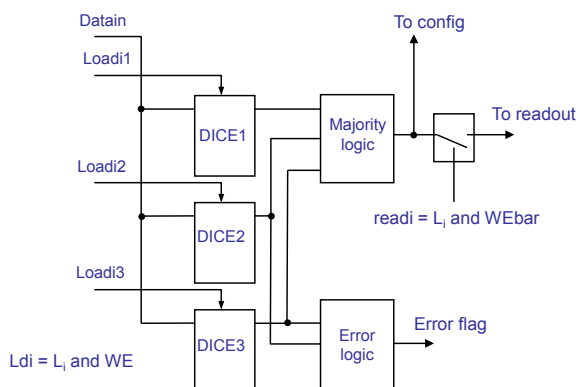 Datain
To config
Loadi1
DICE1
Majority
logic
To readout
Loadi2
DICE2
readi = Li and WEbar
Loadi3
DICE3
Error
logic
Error flag
Ldi = Li and WE